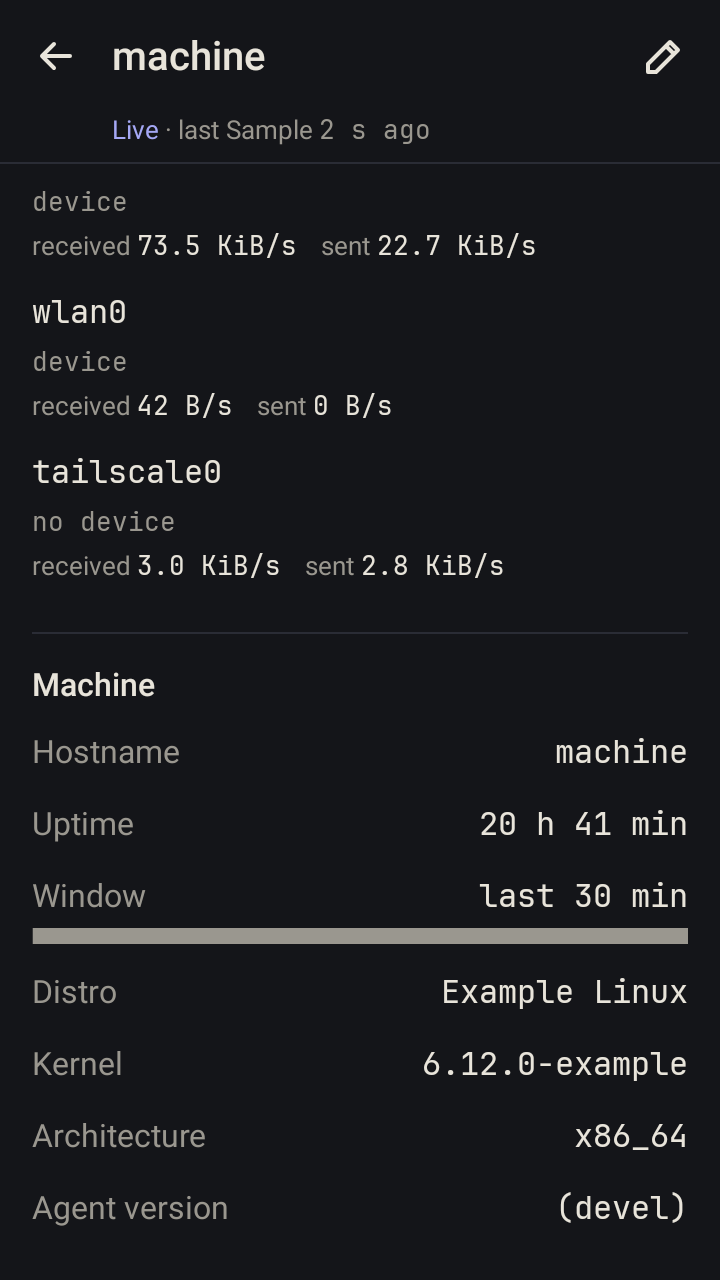 machine
Live · last Sample 2 s ago
device
received 73.5 KiB/s sent 22.7 KiB/s
wlan0
device
received 42 B/s sent 0 B/s
tailscale0
no device
received 3.0 KiB/s sent 2.8 KiB/s
Machine
Hostname machine
Uptime 20 h 41 min
Window last 30 min
Distro Example Linux
Kernel 6.12.0-example
Architecture x86_64
Agent version (devel)